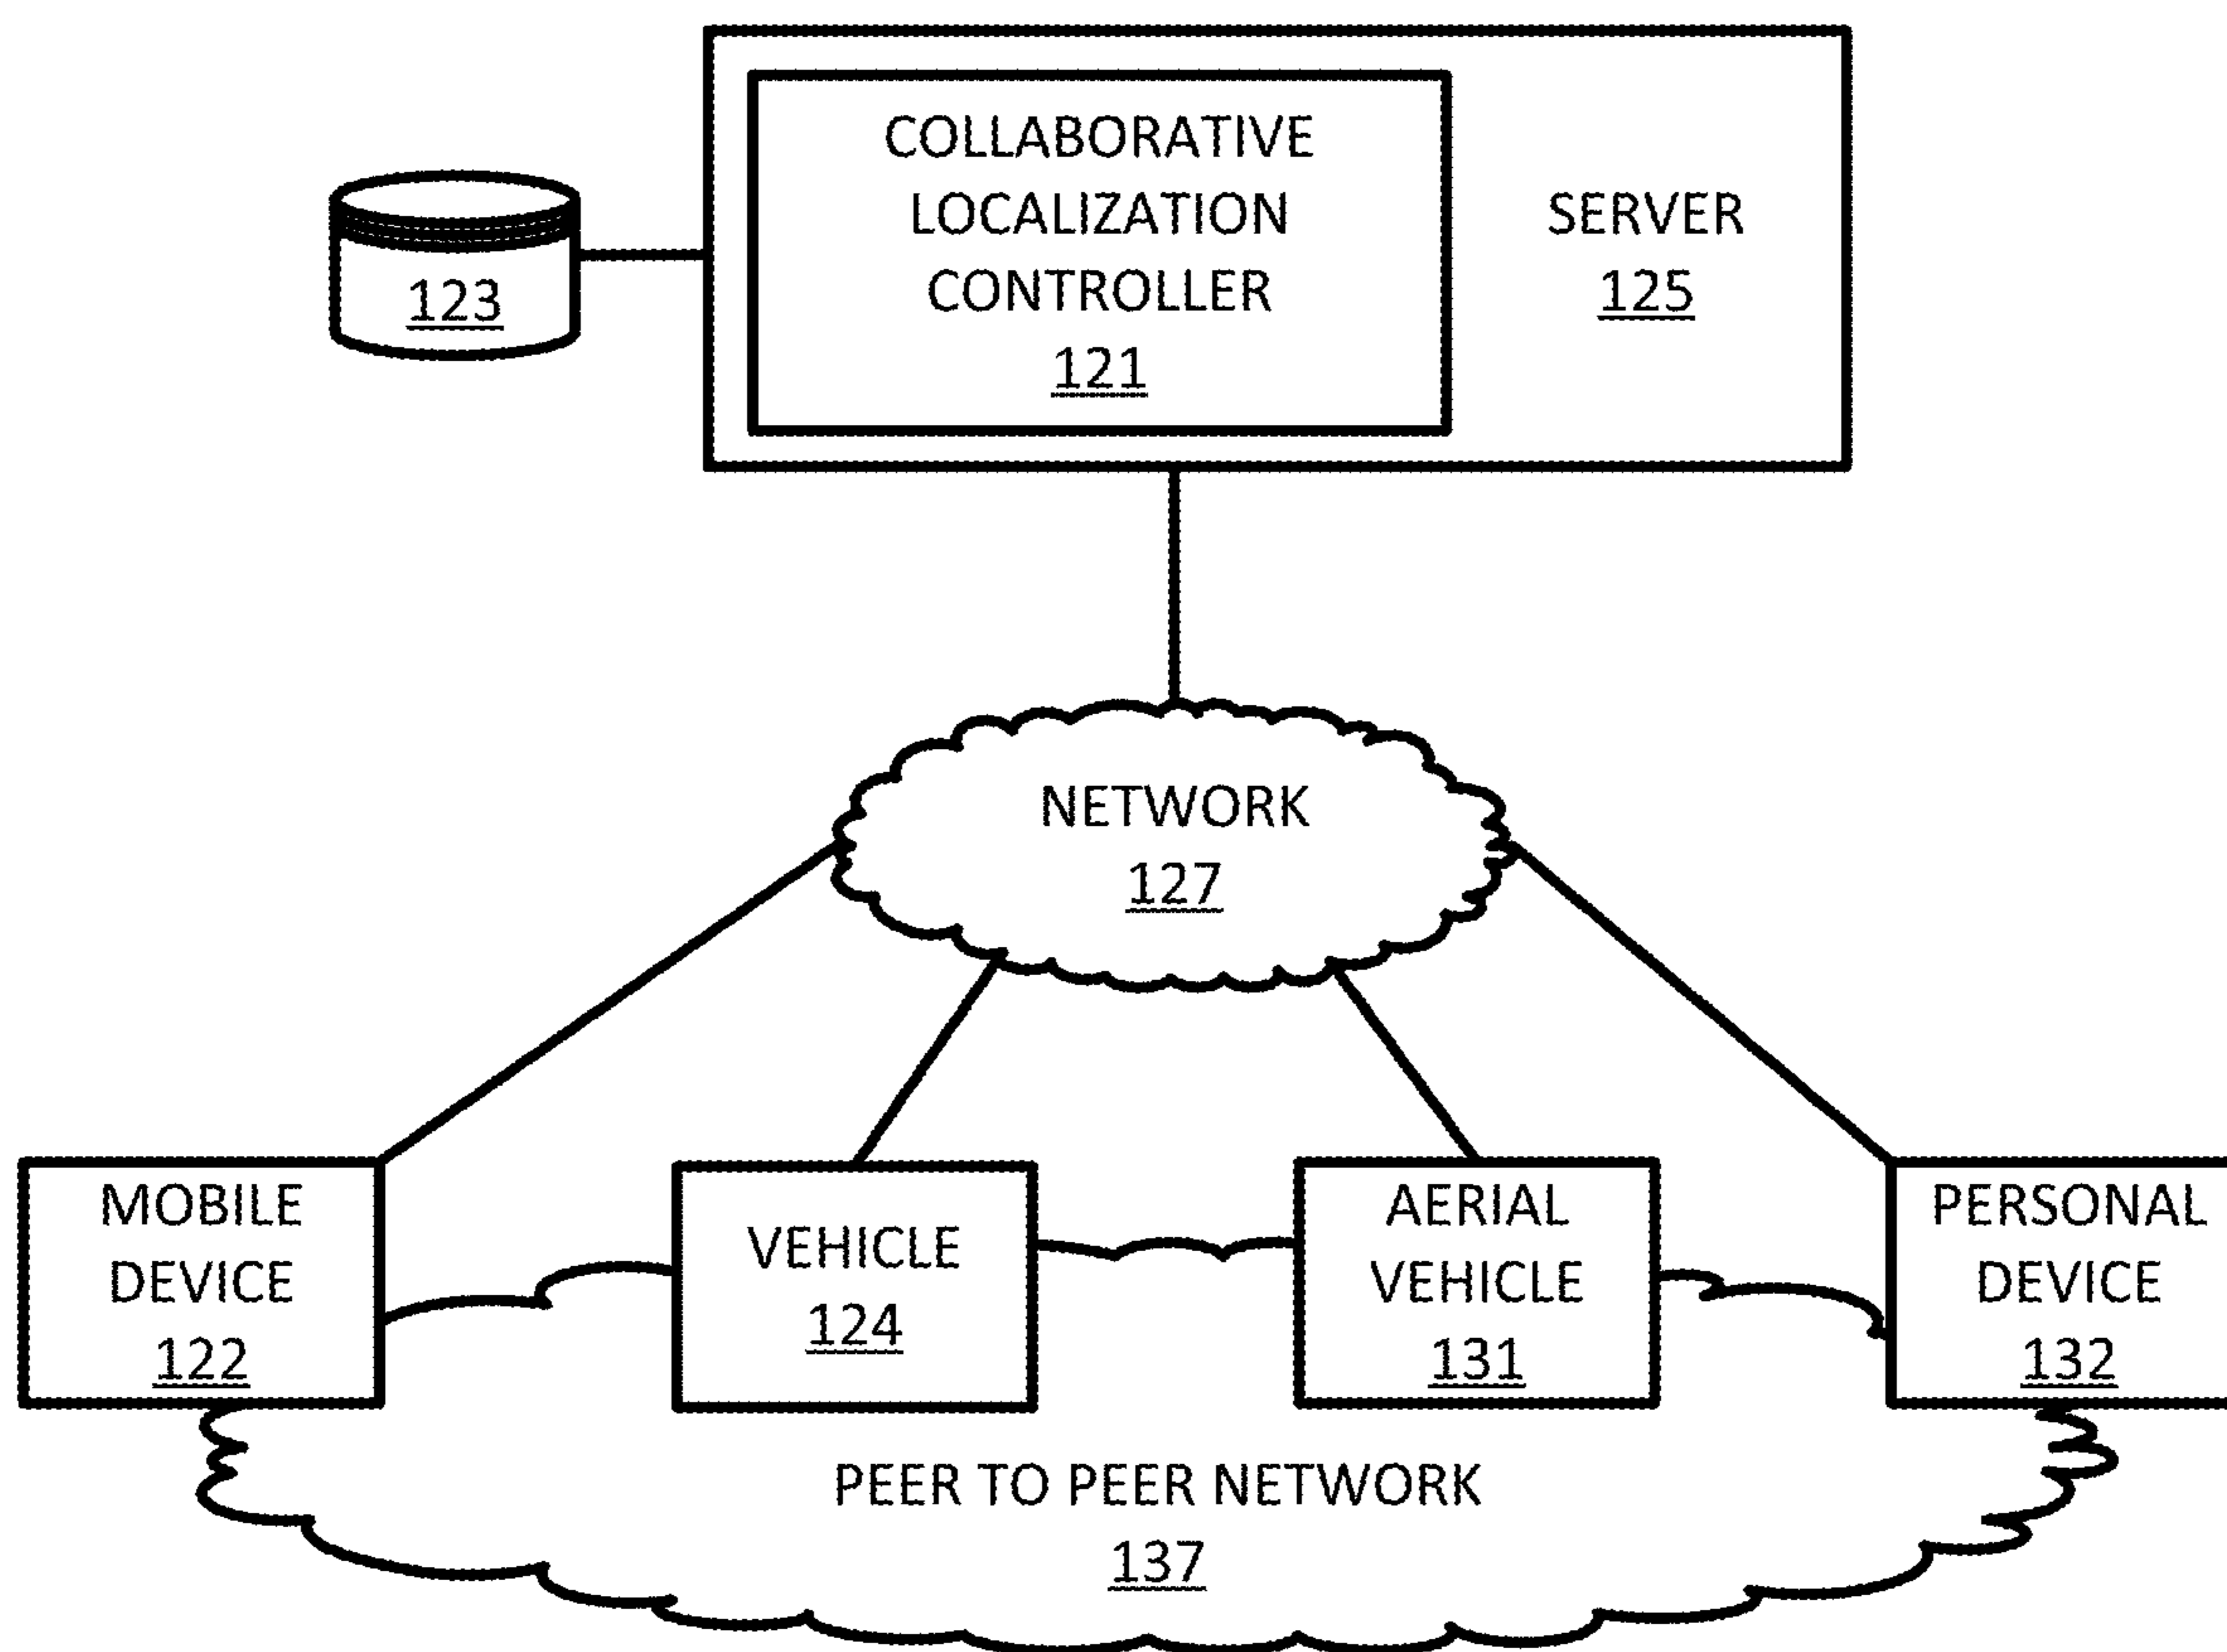 COLLABORATIVE
LOCALIZATION
CONTROLLER
121
SERVER
125
123
NETWORK
127
MOBILE
DEVICE
122
VEHICLE
124
AERIAL
VEHICLE
131
PERSONAL
DEVICE
132
PEER TO PEER NETWORK
137